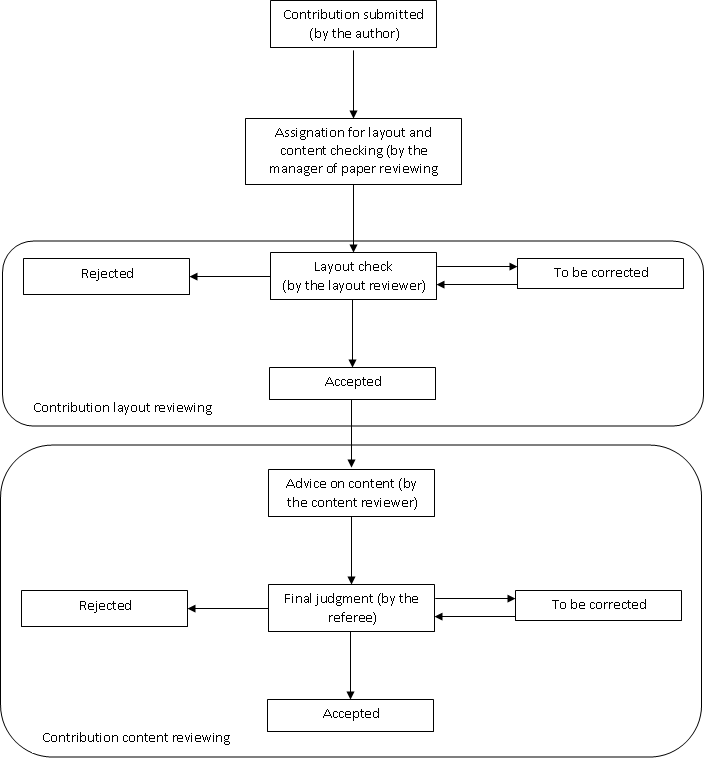 Contribution submitted
(by the author)
Assignation for layout and
content checking (by the
manager of paper reviewing
Rejected
Layout check
(by the layout reviewer)
To be corrected
Accepted
Contribution layout reviewing
Advice on content (by
the content reviewer)
Rejected
Final judgment (by the
referee)
To be corrected
Accepted
Contribution content reviewing